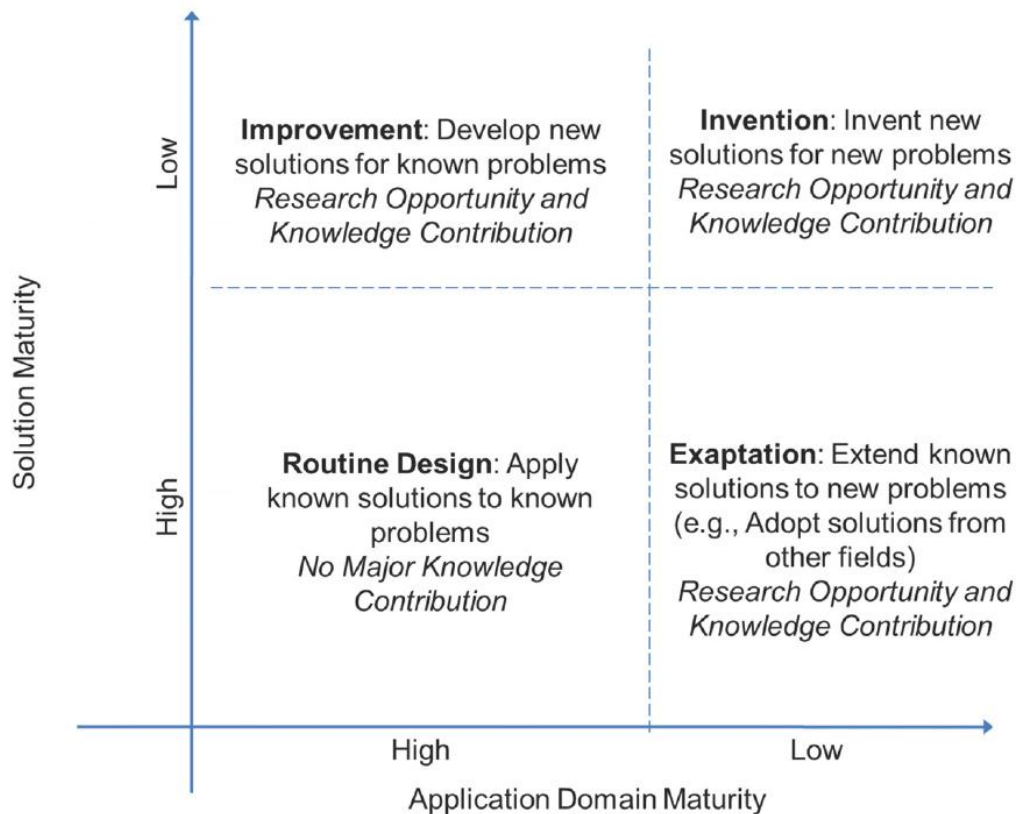 Improvement: Develop new
solutions for known problems
Research Opportunity and
Knowledge Contribution
Invention: Invent new
solutions for new problems
Research Opportunity and
Knowledge Contribution
Low
Solution Maturity
High
Routine Design: Apply
known solutions to known
problems
No Major Knowledge
Contribution
Exaptation: Extend known
solutions to new problems
(e.g., Adopt solutions from
other fields)
Research Opportunity and
Knowledge Contribution
High
Low
Application Domain Maturity